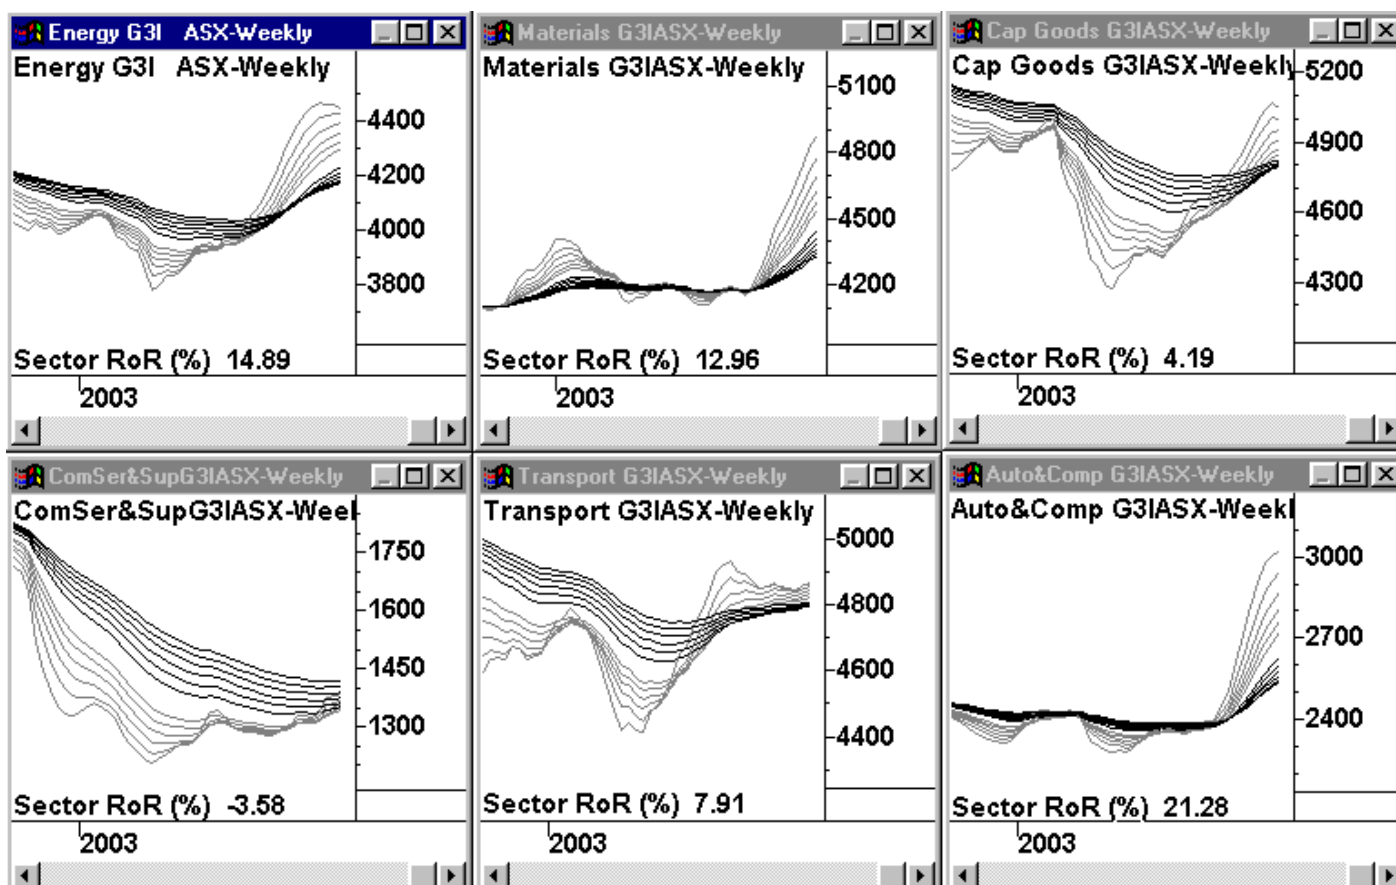 Energy G3I ASX-Weekly
Energy G3I ASX-Weekly
4400
4200
4000
3800
Sector RoR (%) 14.89
2003
Materials G3IASX-Weekly
Materials G3IASX-Weekly
5100
4800
4500
4200
Sector RoR (%) 12.96
2003
Cap Goods G3IASX-Weekly
Cap Goods G3IASX-Weekly
5200
4900
4600
4300
Sector RoR (%) 4.19
2003
ComSer&SupG3IASX-Weekly
ComSer&SupG3IASX-Weel
1750
1600
1450
1300
Sector RoR (%) -3.58
2003
Transport G3IASX-Weekly
Transport G3IASX-Weekly
5000
4800
4600
4400
Sector RoR (%) 7.91
2003
Auto&Comp G3IASX-Weekly
Auto&Comp G3IASX-Weekl
3000
2700
2400
Sector RoR (%) 21.28
2003